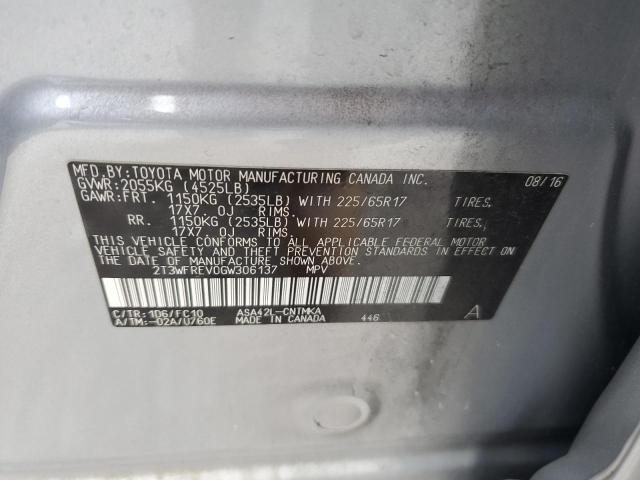 MFD.BY:TOYOTA MOTOR MANUFACTURING CANADA INC. 08/16
GVWR:2055KG (4525LB)
GAWR:FRT. 1150KG (2535LB) WITH 225/65R17 TIRES.
17X7 0J RIMS.
RR. 1150KG (2535LB) WITH 225/65R17 TIRES.
17X7 0J RIMS.
THIS VEHICLE CONFORMS TO ALL APPLICABLE FEDERAL MOTOR
VEHICLE SAFETY AND THEFT PREVENTION STANDARDS IN EFFECT ON
THE DATE OF MANUFACTURE SHOWN ABOVE.
2T3WFREV0GW306137 MPV
C/TR:1D6/FC10 ASA42L-CNTMKA
A/TM:-02A/U760E MADE IN CANADA 446 A